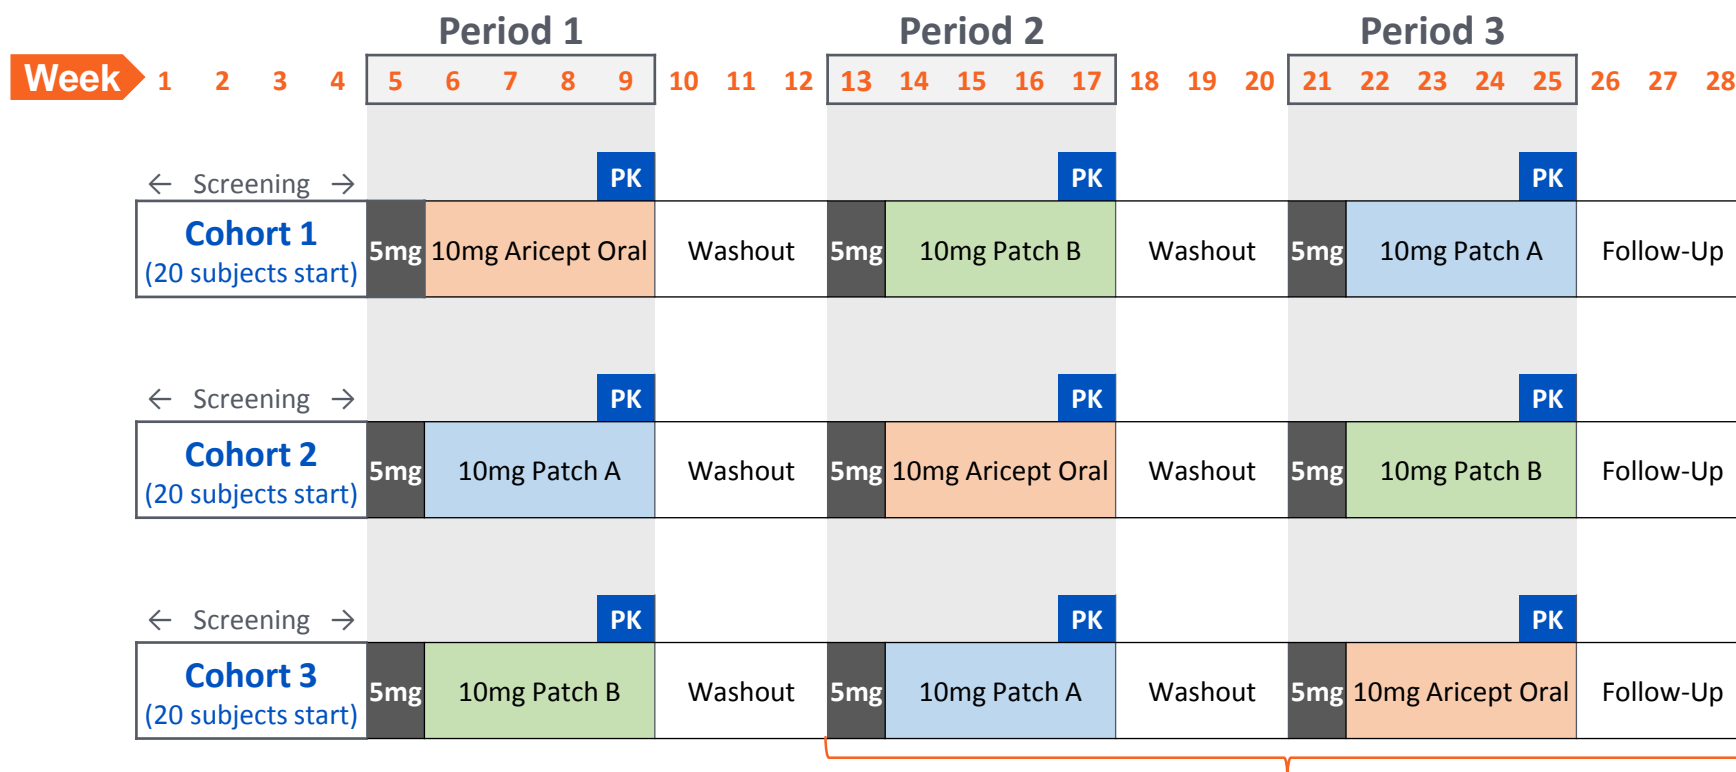 Period 1 Period 2 Period 3
Week 1 2 3 4 5 6 7 8 9 10 11 12 13 14 15 16 17 18 19 20 21 22 23 24 25 26 27 28
PK PK PK
← Screening →
Cohort 1
(20 subjects start)
5mg 10mg Aricept Oral Washout 5mg 10mg Patch B Washout 5mg 10mg Patch A Follow-Up
PK PK PK
← Screening →
Cohort 2
(20 subjects start)
5mg 10mg Patch A Washout 5mg 10mg Aricept Oral Washout 5mg 10mg Patch B Follow-Up
PK PK PK
← Screening →
Cohort 3
(20 subjects start)
5mg 10mg Patch B Washout 5mg 10mg Patch A Washout 5mg 10mg Aricept Oral Follow-Up